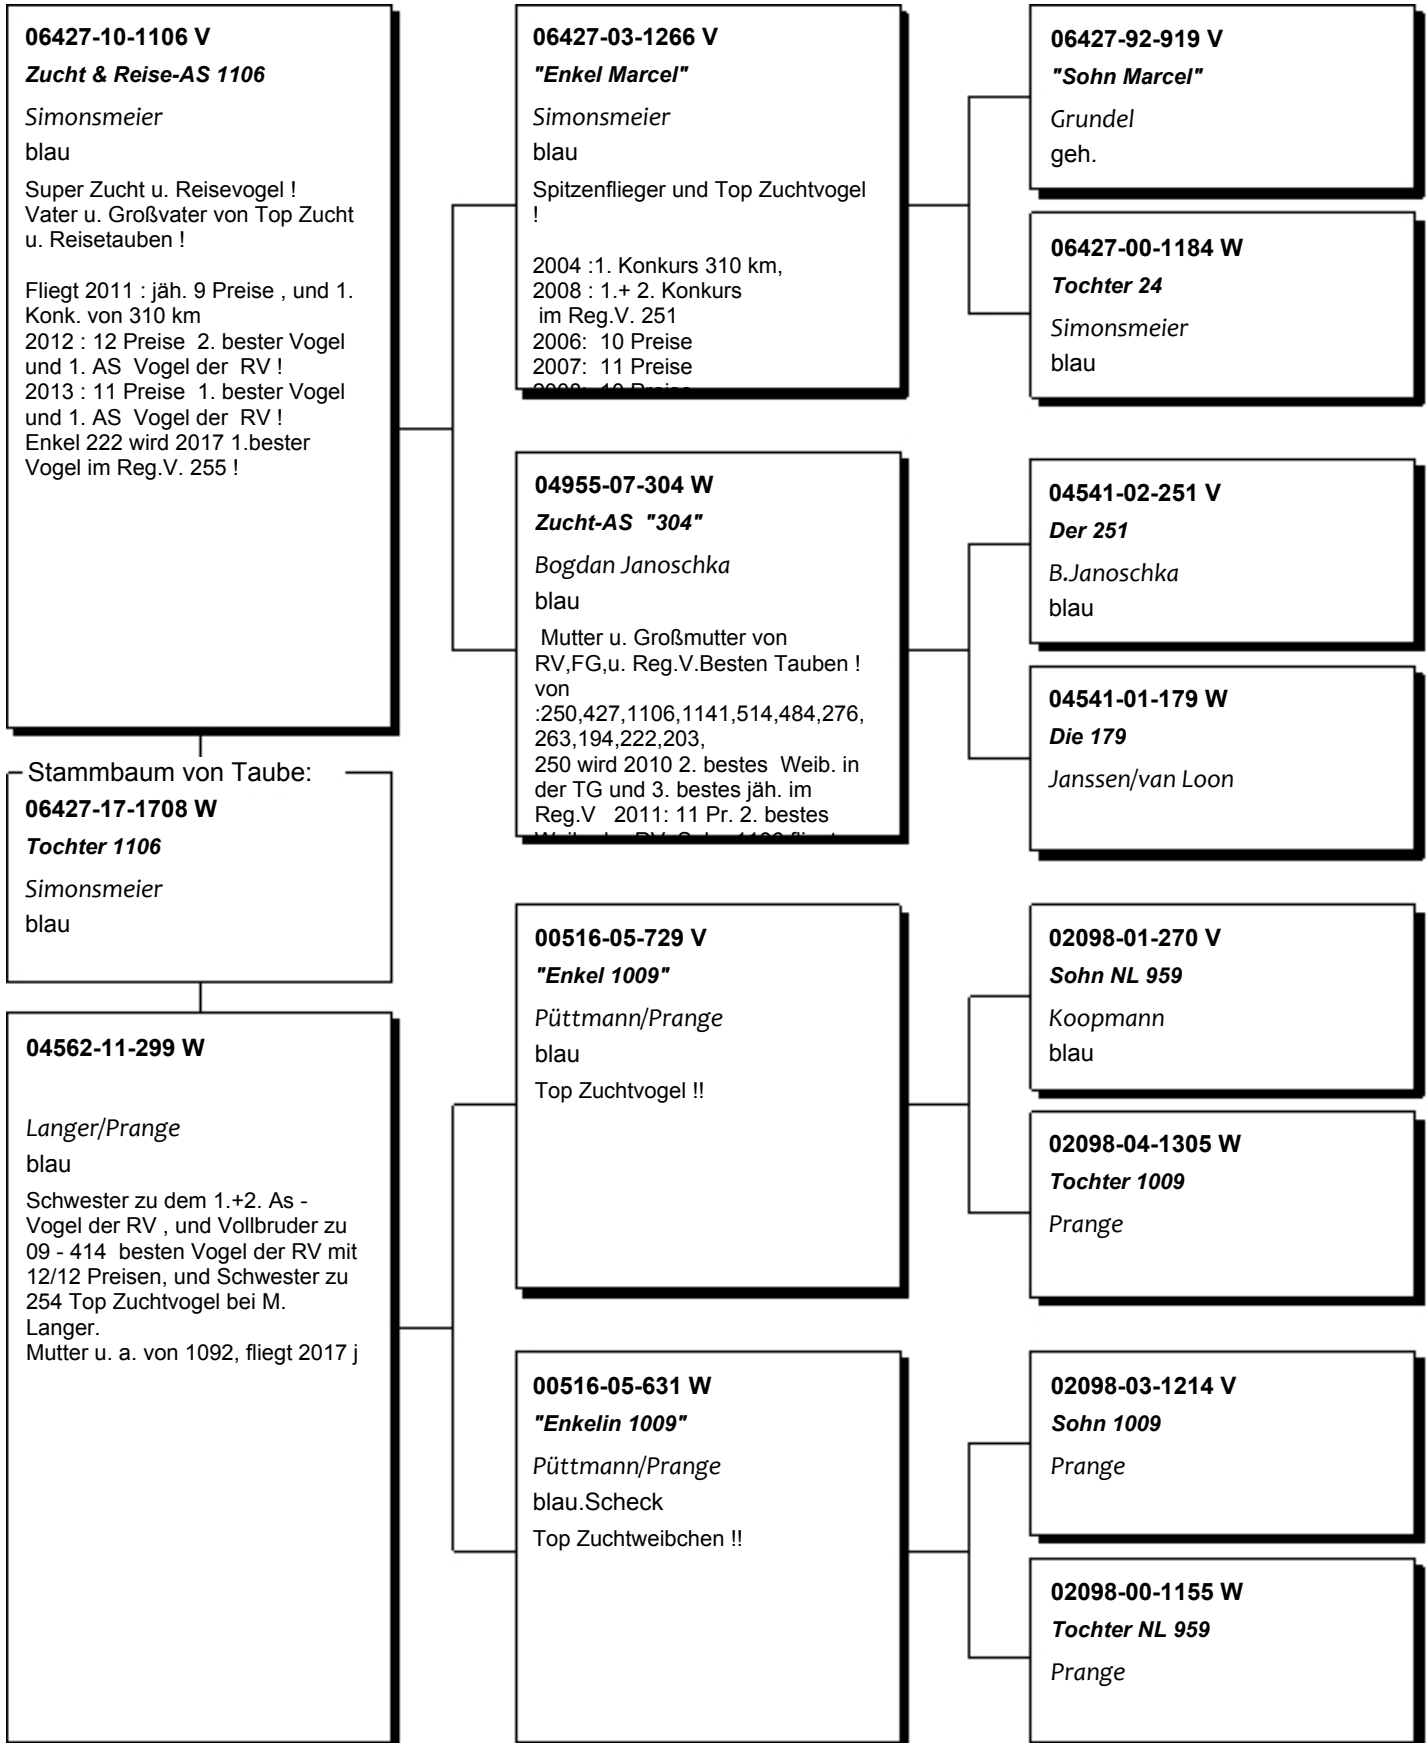 06427-10-1106 V
Zucht & Reise-AS 1106
Simonsmeier
blau
Super Zucht u. Reisevogel !
Vater u. Großvater von Top Zucht
u. Reisetauben !
Fliegt 2011 : jäh. 9 Preise , und 1.
Konk. von 310 km
2012 : 12 Preise  2. bester Vogel
und 1. AS  Vogel der  RV !
2013 : 11 Preise  1. bester Vogel
und 1. AS  Vogel der  RV !
Enkel 222 wird 2017 1.bester
Vogel im Reg.V. 255 !
Stammbaum von Taube:
06427-17-1708 W
Tochter 1106
Simonsmeier
blau
04562-11-299 W
Langer/Prange
blau
Schwester zu dem 1.+2. As -
Vogel der RV , und Vollbruder zu
09 - 414  besten Vogel der RV mit
12/12 Preisen, und Schwester zu
254 Top Zuchtvogel bei M.
Langer.
Mutter u. a. von 1092, fliegt 2017 j
06427-03-1266 V
"Enkel Marcel"
Simonsmeier
blau
Spitzenflieger und Top Zuchtvogel
!
2004 :1. Konkurs 310 km,
2008 : 1.+ 2. Konkurs
im Reg.V. 251
2006:  10 Preise
2007:  11 Preise
2008:  10 Preise
04955-07-304 W
Zucht-AS  "304"
Bogdan Janoschka
blau
Mutter u. Großmutter von
RV,FG,u. Reg.V.Besten Tauben !
von
:250,427,1106,1141,514,484,276,
263,194,222,203,
250 wird 2010 2. bestes  Weib. in
der TG und 3. bestes jäh. im
Reg.V   2011: 11 Pr. 2. bestes
00516-05-729 V
"Enkel 1009"
Püttmann/Prange
blau
Top Zuchtvogel !!
00516-05-631 W
"Enkelin 1009"
Püttmann/Prange
blau.Scheck
Top Zuchtweibchen !!
06427-92-919 V
"Sohn Marcel"
Grundel
geh.
06427-00-1184 W
Tochter 24
Simonsmeier
blau
04541-02-251 V
Der 251
B.Janoschka
blau
04541-01-179 W
Die 179
Janssen/van Loon
02098-01-270 V
Sohn NL 959
Koopmann
blau
02098-04-1305 W
Tochter 1009
Prange
02098-03-1214 V
Sohn 1009
Prange
02098-00-1155 W
Tochter NL 959
Prange